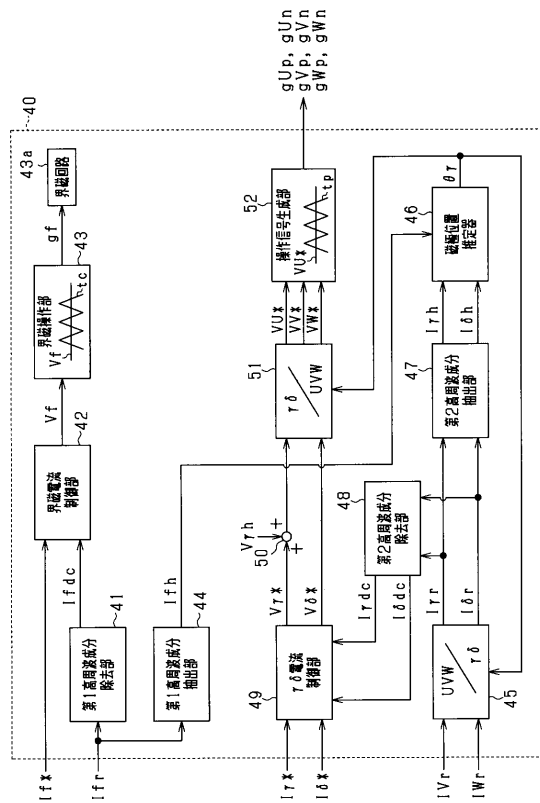 40
If*
Ifr
41
第1高周波成分
除去部
Ifdc
42
界磁電流
制御部
Vf
43
界磁操作部
Vf
tc
gf
43a
界磁回路
44
第1高周波成分
抽出部
Ifh
Iγ*
Iδ*
49
γδ電流
制御部
Vγ*
Vδ*
Vγh
+
+
50
51
γδ
UVW
VU*
VV*
VW*
52
操作信号生成部
VU*
tp
gUp, gUn
gVp, gVn
gWp, gWn
48
第2高周波成分
除去部
Iγdc
Iδdc
IVr
IWr
45
UVW
γδ
Iγr
Iδr
47
第2高周波成分
抽出部
Iγh
Iδh
46
磁極位置
推定器
θγ